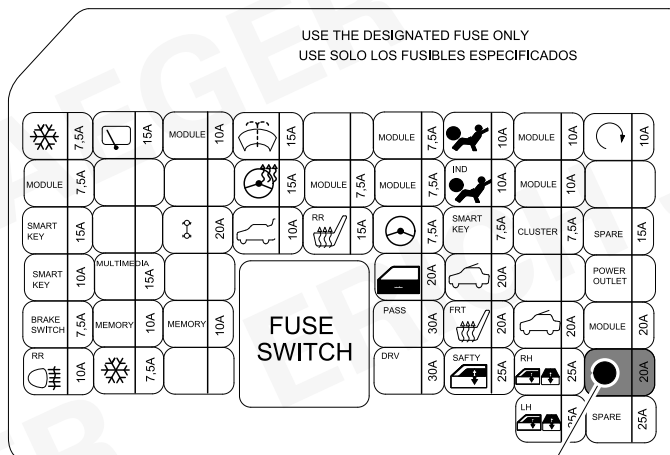 USE THE DESIGNATED FUSE ONLY
USE SOLO LOS FUSIBLES ESPECIFICADOS
7,5A 15A MODULE 10A 15A MODULE 7,5A 10A MODULE 10A 10A
MODULE 7,5A 15A MODULE 7,5A MODULE 7,5A IND 10A MODULE 10A
SMART KEY 15A 20A 10A RR 15A 7,5A SMART KEY 7,5A CLUSTER 7,5A SPARE 15A
SMART KEY 10A MULTIMEDIA 15A 20A 20A POWER OUTLET
BRAKE SWITCH 7,5A MEMORY 10A MEMORY 10A FUSE SWITCH PASS 30A FRT 20A 20A MODULE 20A
RR 10A 7,5A DRV 30A SAFTY 25A RH 25A 20A
LH 25A SPARE 25A